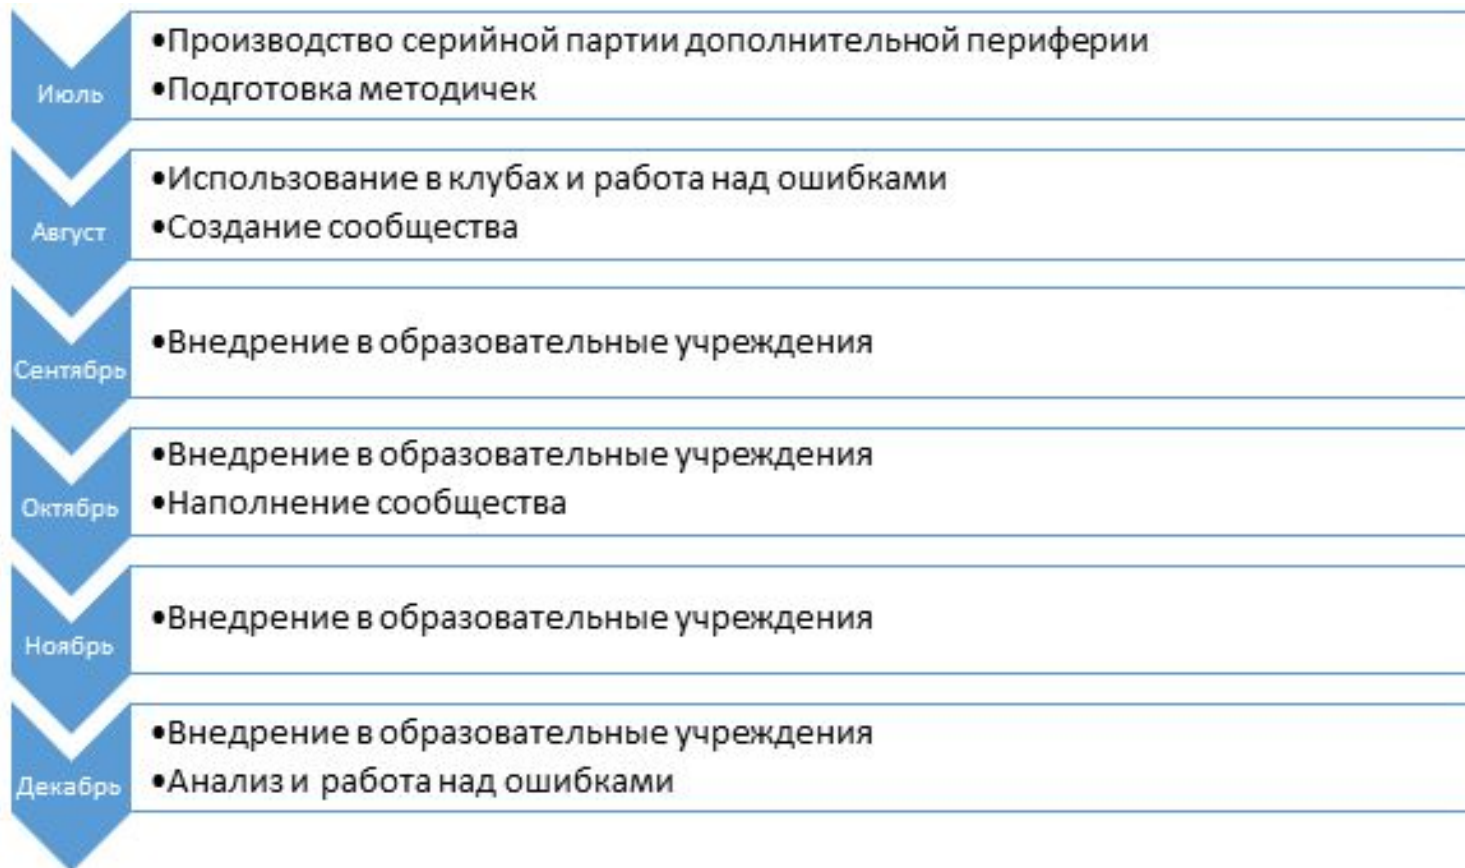 Июль
•Производство серийной партии дополнительной периферии
•Подготовка методичек
Август
•Использование в клубах и работа над ошибками
•Создание сообщества
Сентябрь
•Внедрение в образовательные учреждения
Октябрь
•Внедрение в образовательные учреждения
•Наполнение сообщества
Ноябрь
•Внедрение в образовательные учреждения
Декабрь
•Внедрение в образовательные учреждения
•Анализ и работа над ошибками